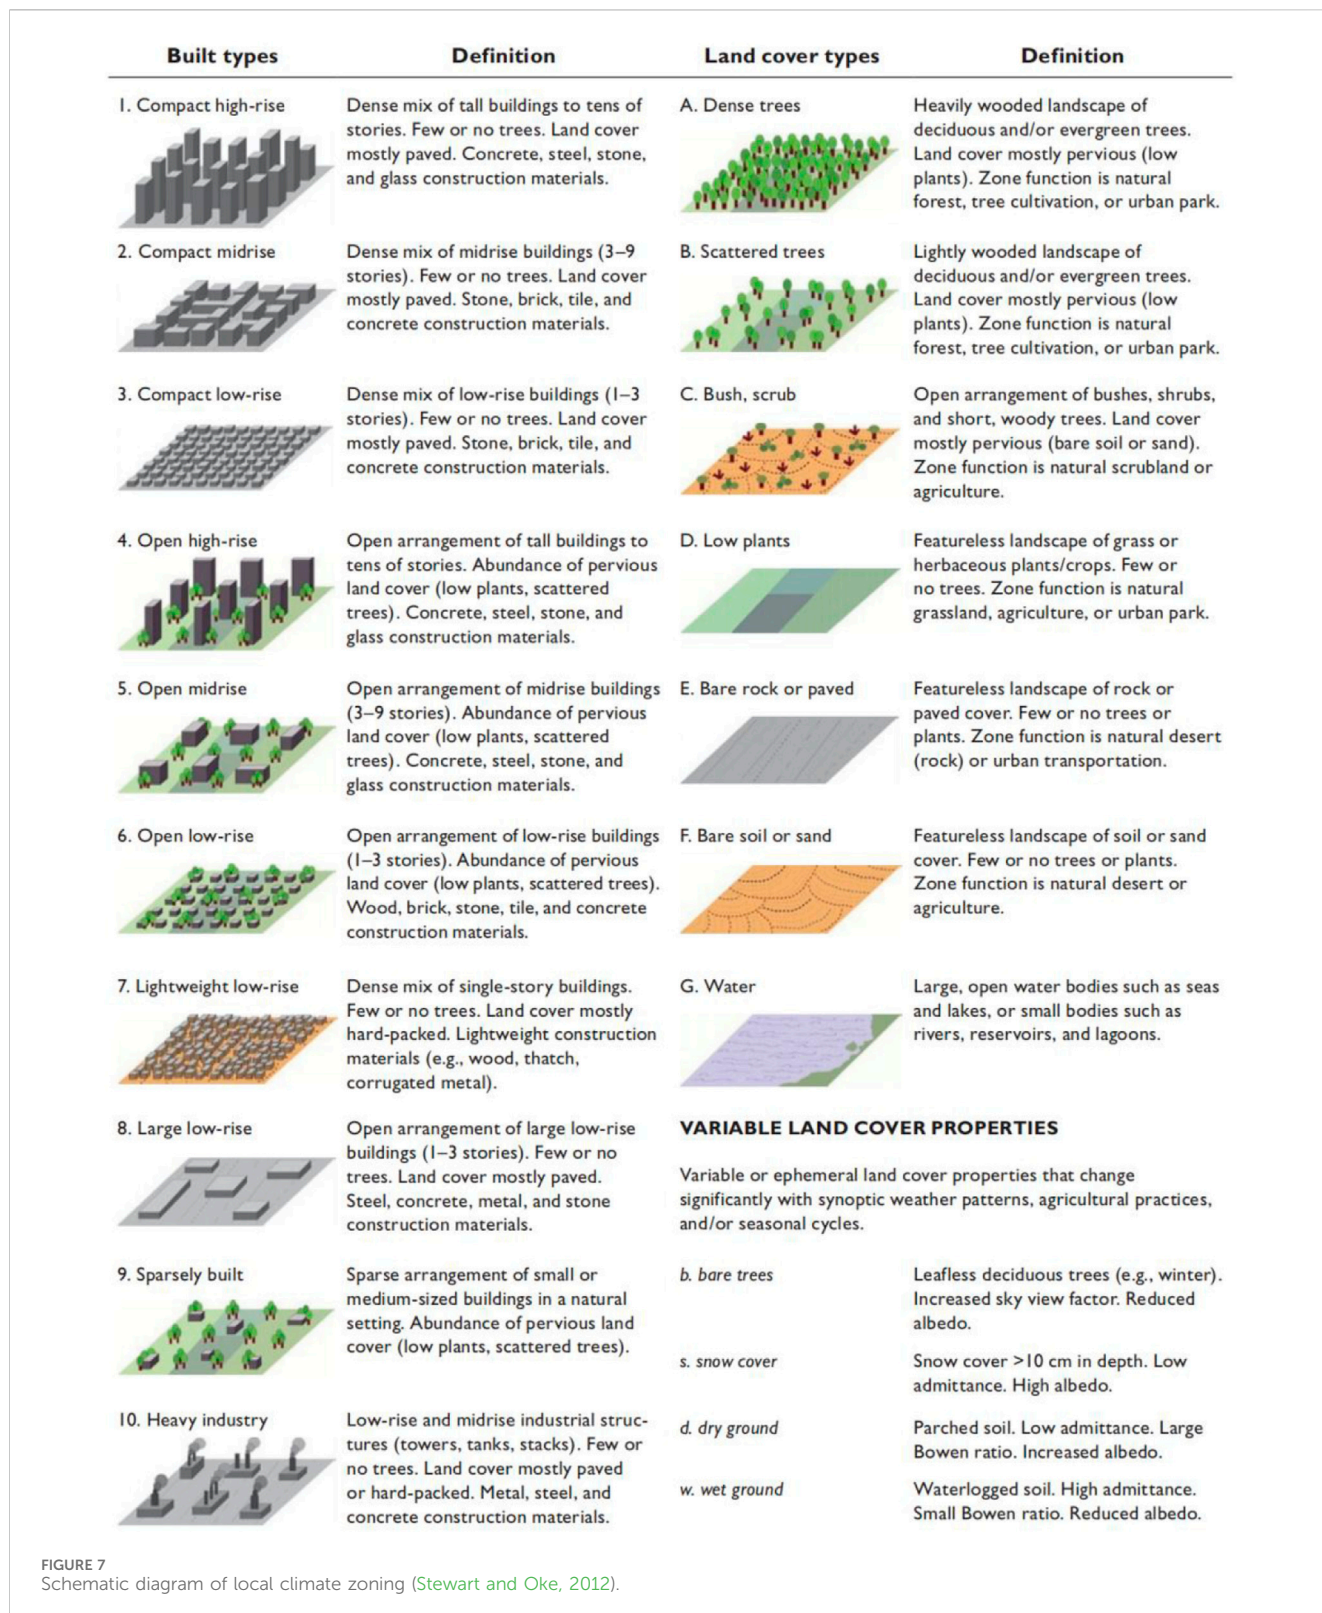 Built types
Definition
Land cover types
Definition
1. Compact high-rise
Dense mix of tall buildings to tens of
stories. Few or no trees. Land cover
mostly paved. Concrete, steel, stone,
and glass construction materials.
A. Dense trees
Heavily wooded landscape of
deciduous and/or evergreen trees.
Land cover mostly pervious (low
plants). Zone function is natural
forest, tree cultivation, or urban park.
2. Compact midrise
Dense mix of midrise buildings (3–9
stories). Few or no trees. Land cover
mostly paved. Stone, brick, tile, and
concrete construction materials.
B. Scattered trees
Lightly wooded landscape of
deciduous and/or evergreen trees.
Land cover mostly pervious (low
plants). Zone function is natural
forest, tree cultivation, or urban park.
3. Compact low-rise
Dense mix of low-rise buildings (1–3
stories). Few or no trees. Land cover
mostly paved. Stone, brick, tile, and
concrete construction materials.
C. Bush, scrub
Open arrangement of bushes, shrubs,
and short, woody trees. Land cover
mostly pervious (bare soil or sand).
Zone function is natural scrubland or
agriculture.
4. Open high-rise
Open arrangement of tall buildings to
tens of stories. Abundance of pervious
land cover (low plants, scattered
trees). Concrete, steel, stone, and
glass construction materials.
D. Low plants
Featureless landscape of grass or
herbaceous plants/crops. Few or
no trees. Zone function is natural
grassland, agriculture, or urban park.
5. Open midrise
Open arrangement of midrise buildings
(3–9 stories). Abundance of pervious
land cover (low plants, scattered
trees). Concrete, steel, stone, and
glass construction materials.
E. Bare rock or paved
Featureless landscape of rock or
paved cover. Few or no trees or
plants. Zone function is natural desert
(rock) or urban transportation.
6. Open low-rise
Open arrangement of low-rise buildings
(1–3 stories). Abundance of pervious
land cover (low plants, scattered trees).
Wood, brick, stone, tile, and concrete
construction materials.
F. Bare soil or sand
Featureless landscape of soil or sand
cover. Few or no trees or plants.
Zone function is natural desert or
agriculture.
7. Lightweight low-rise
Dense mix of single-story buildings.
Few or no trees. Land cover mostly
hard-packed. Lightweight construction
materials (e.g., wood, thatch,
corrugated metal).
G. Water
Large, open water bodies such as seas
and lakes, or small bodies such as
rivers, reservoirs, and lagoons.
8. Large low-rise
Open arrangement of large low-rise
buildings (1–3 stories). Few or no
trees. Land cover mostly paved.
Steel, concrete, metal, and stone
construction materials.
VARIABLE LAND COVER PROPERTIES
Variable or ephemeral land cover properties that change
significantly with synoptic weather patterns, agricultural practices,
and/or seasonal cycles.
9. Sparsely built
Sparse arrangement of small or
medium-sized buildings in a natural
setting. Abundance of pervious land
cover (low plants, scattered trees).
b. bare trees
Leafless deciduous trees (e.g., winter).
Increased sky view factor. Reduced
albedo.
s. snow cover
Snow cover >10 cm in depth. Low
admittance. High albedo.
10. Heavy industry
Low-rise and midrise industrial struc-
tures (towers, tanks, stacks). Few or
no trees. Land cover mostly paved
or hard-packed. Metal, steel, and
concrete construction materials.
d. dry ground
Parched soil. Low admittance. Large
Bowen ratio. Increased albedo.
w. wet ground
Waterlogged soil. High admittance.
Small Bowen ratio. Reduced albedo.
FIGURE 7
Schematic diagram of local climate zoning (Stewart and Oke, 2012).